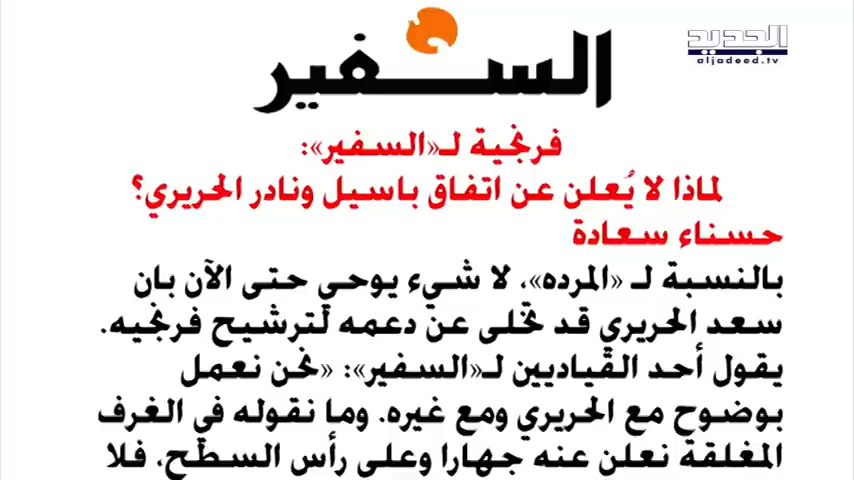 السفير
الجديد
aljadeed.tv
فرنجية لـ«السفير»:
لماذا لا يُعلن عن اتفاق باسيل ونادر الحريري؟
حسناء سعادة
بالنسبة لـ «المرده»، لا شيء يوحي حتى الآن بان
سعد الحريري قد تخلى عن دعمه لترشيح فرنجيه.
يقول أحد القياديين لـ«السفير»: «نحن نعمل
بوضوح مع الحريري ومع غيره. وما نقوله في الغرف
المغلقة نعلن عنه جهارا وعلى رأس السطح، فلا